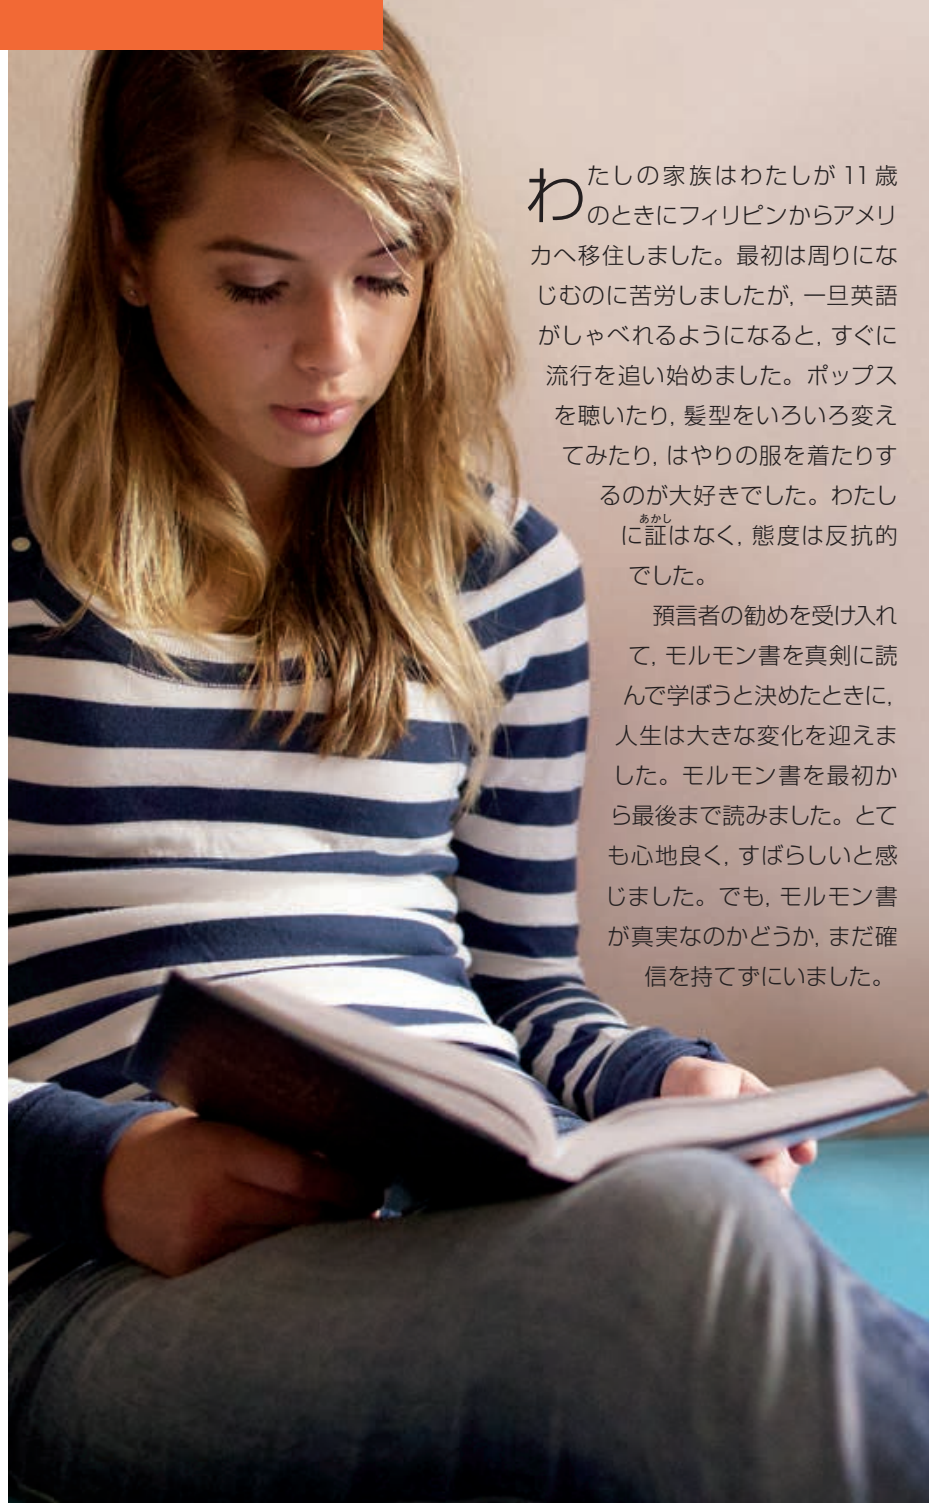 わたしの家族はわたしが 11 歳
のときにフィリピンからアメリ
カへ移住しました。最初は周りにな
じむのに苦労しましたが, 一旦英語
がしゃべれるようになると, すぐに
流行を追い始めました。ポップス
を聴いたり, 髪型をいろいろ変え
てみたり, はやりの服を着たりす
るのが大好きでした。わたし
あかし
に証はなく, 態度は反抗的
でした。
預言者の勧めを受け入れ
て, モルモン書を真剣に読
んで学ぼうと決めたときに,
人生は大きな変化を迎えま
した。モルモン書を最初か
ら最後まで読みました。とて
も心地良く, すばらしいと感
じました。でも, モルモン書
が真実なのかどうか, まだ確
信を持てずにいました。